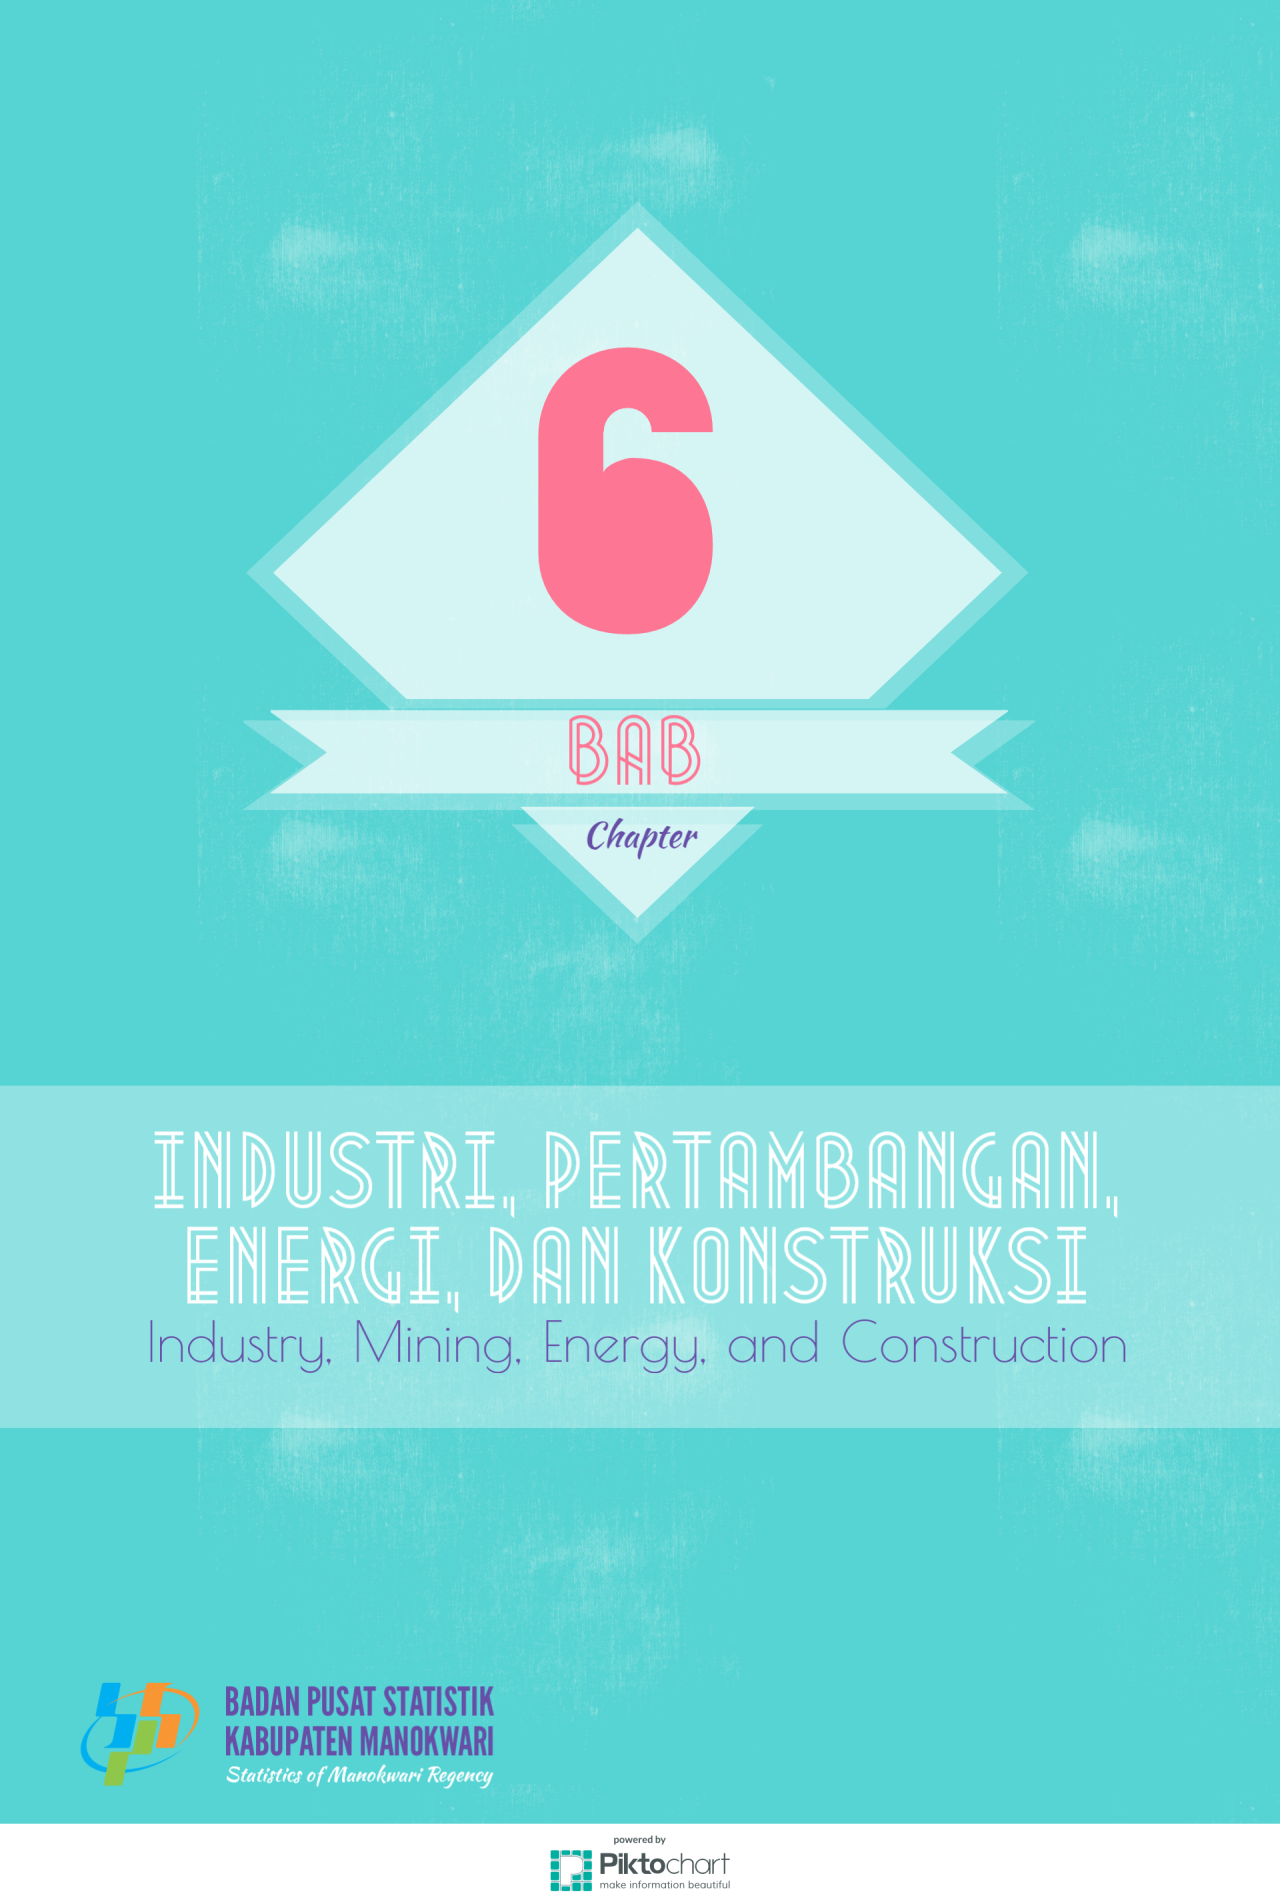 6
BAB
Chapter
INDUSTRI, PERTAMBANGAN,
ENERGI, DAN KONSTRUKSI
Industry, Mining, Energy, and Construction
BADAN PUSAT STATISTIK
KABUPATEN MANOKWARI
Statistics of Manokwari Regency
powered by
Piktochart
make information beautiful